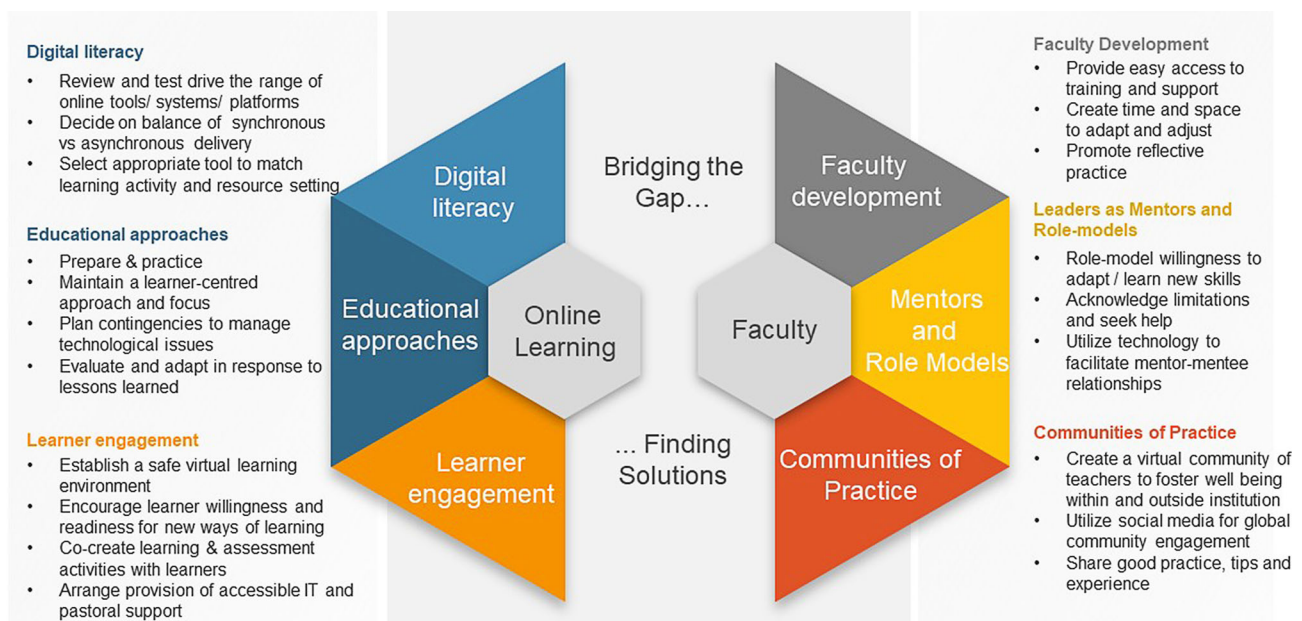 Digital literacy
• Review and test drive the range of
online tools/ systems/ platforms
• Decide on balance of synchronous
vs asynchronous delivery
• Select appropriate tool to match
learning activity and resource setting
Educational approaches
• Prepare & practice
• Maintain a learner-centred
approach and focus
• Plan contingencies to manage
technological issues
• Evaluate and adapt in response to
lessons learned
Learner engagement
• Establish a safe virtual learning
environment
• Encourage learner willingness and
readiness for new ways of learning
• Co-create learning & assessment
activities with learners
• Arrange provision of accessible IT and
pastoral support
Digital
literacy
Educational
approaches
Learner
engagement
Online
Learning
Bridging the
Gap…
... Finding
Solutions
Faculty
Faculty
development
Mentors
and
Role Models
Communities of
Practice
Faculty Development
• Provide easy access to
training and support
• Create time and space
to adapt and adjust
• Promote reflective
practice
Leaders as Mentors and
Role-models
• Role-model willingness to
adapt / learn new skills
• Acknowledge limitations
and seek help
• Utilize technology to
facilitate mentor-mentee
relationships
Communities of Practice
• Create a virtual community of
teachers to foster well being
within and outside institution
• Utilize social media for global
community engagement
• Share good practice, tips and
experience